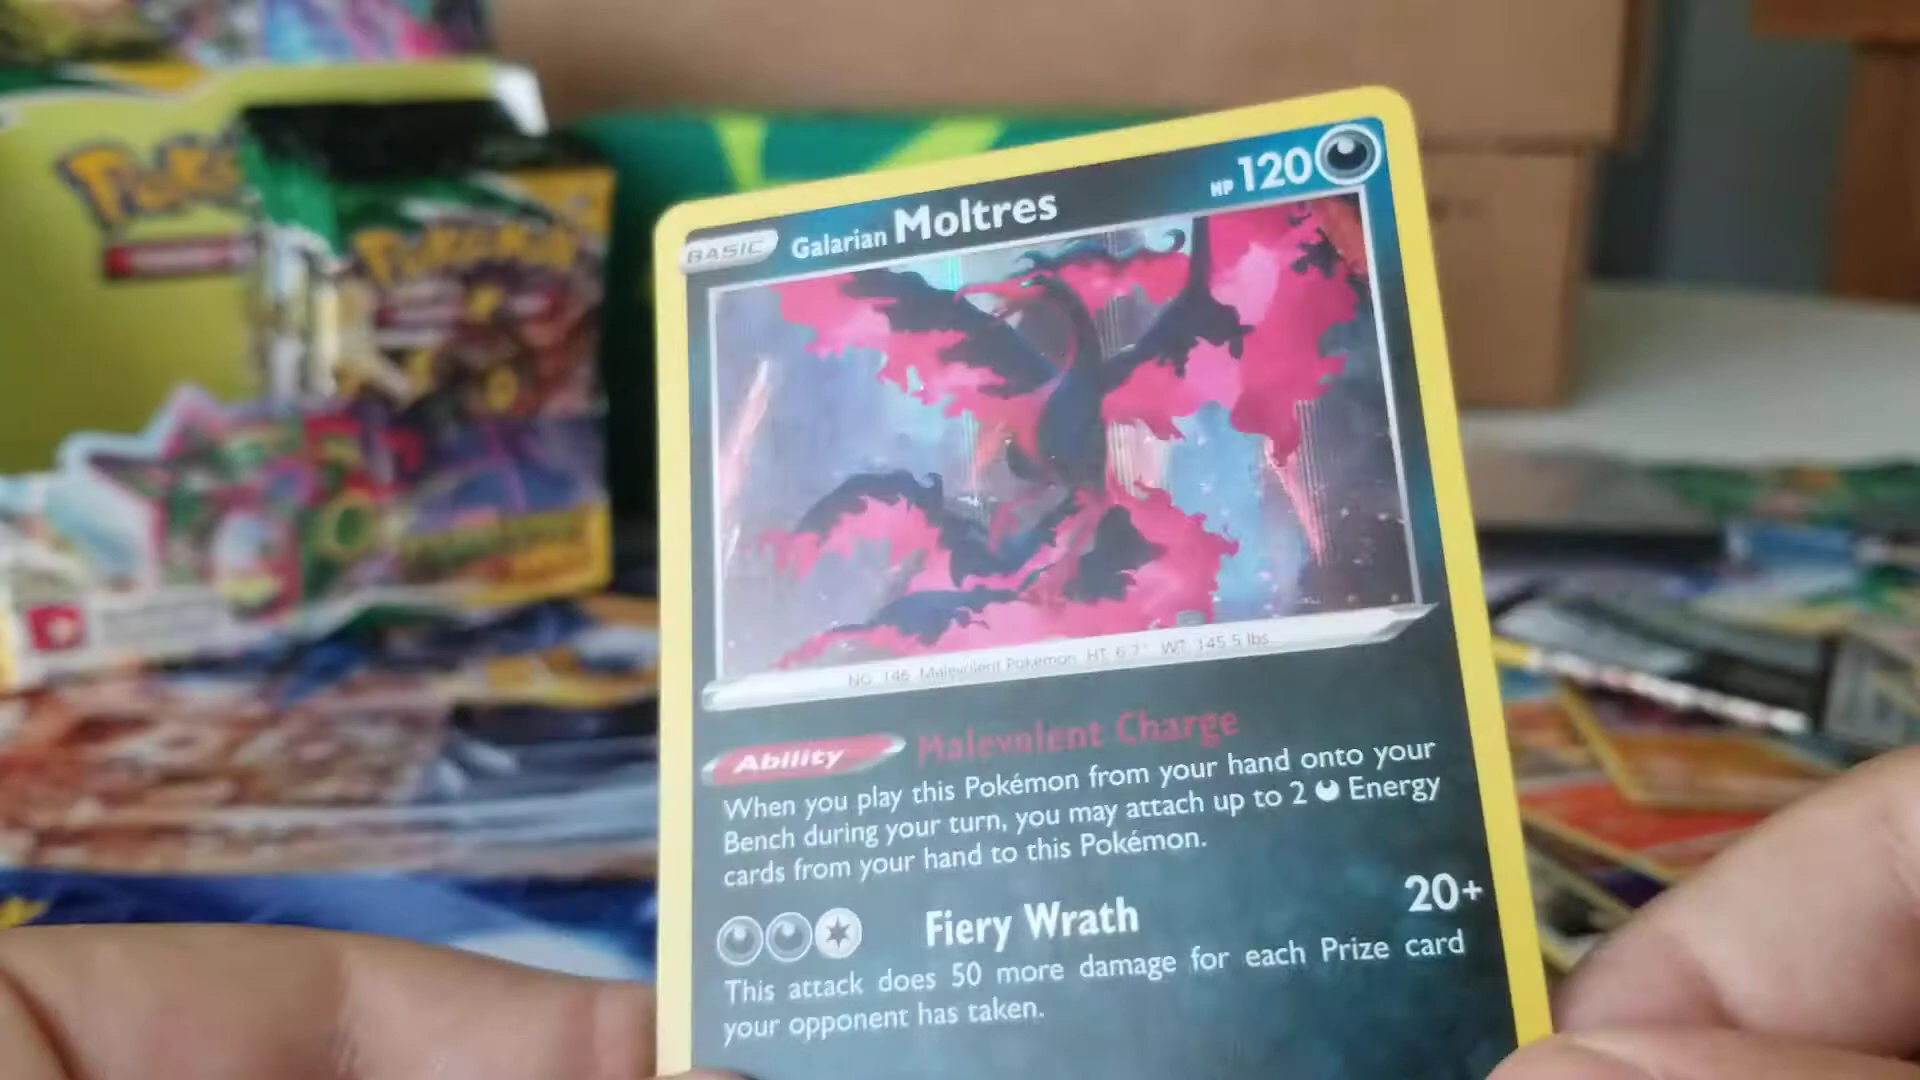 Pokémon
BASIC Galarian Moltres HP 120
NO. 146 Malevolent Pokémon HT 6'7" WT 145.5 lbs
Ability Malevolent Charge
When you play this Pokémon from your hand onto your
Bench during your turn, you may attach up to 2 Energy
cards from your hand to this Pokémon.
Fiery Wrath 20+
This attack does 50 more damage for each Prize card
your opponent has taken.